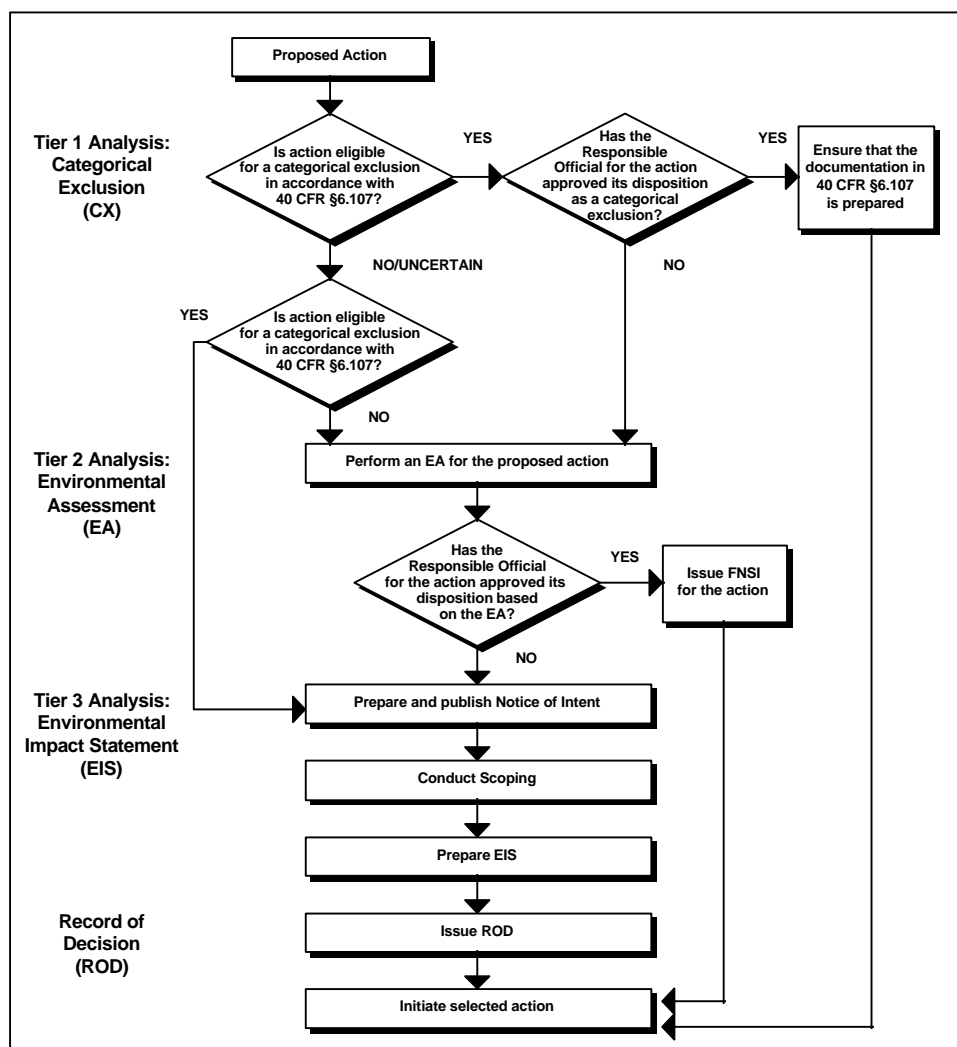 Proposed Action
Tier 1 Analysis:
Categorical
Exclusion
(CX)
Is action eligible
for a categorical exclusion
in accordance with
40 CFR §6.107?
YES
Has the
Responsible
Official for the action
approved its disposition
as a categorical
exclusion?
YES
Ensure that the
documentation in
40 CFR §6.107
is prepared
NO/UNCERTAIN
NO
YES
Is action eligible
for a categorical exclusion
in accordance with
40 CFR §6.107?
NO
Tier 2 Analysis:
Environmental
Assessment
(EA)
Perform an EA for the proposed action
Has the
Responsible Official
for the action approved its
disposition based
on the EA?
YES
Issue FNSI
for the action
NO
Tier 3 Analysis:
Environmental
Impact Statement
(EIS)
Prepare and publish Notice of Intent
Conduct Scoping
Prepare EIS
Record of
Decision
(ROD)
Issue ROD
Initiate selected action